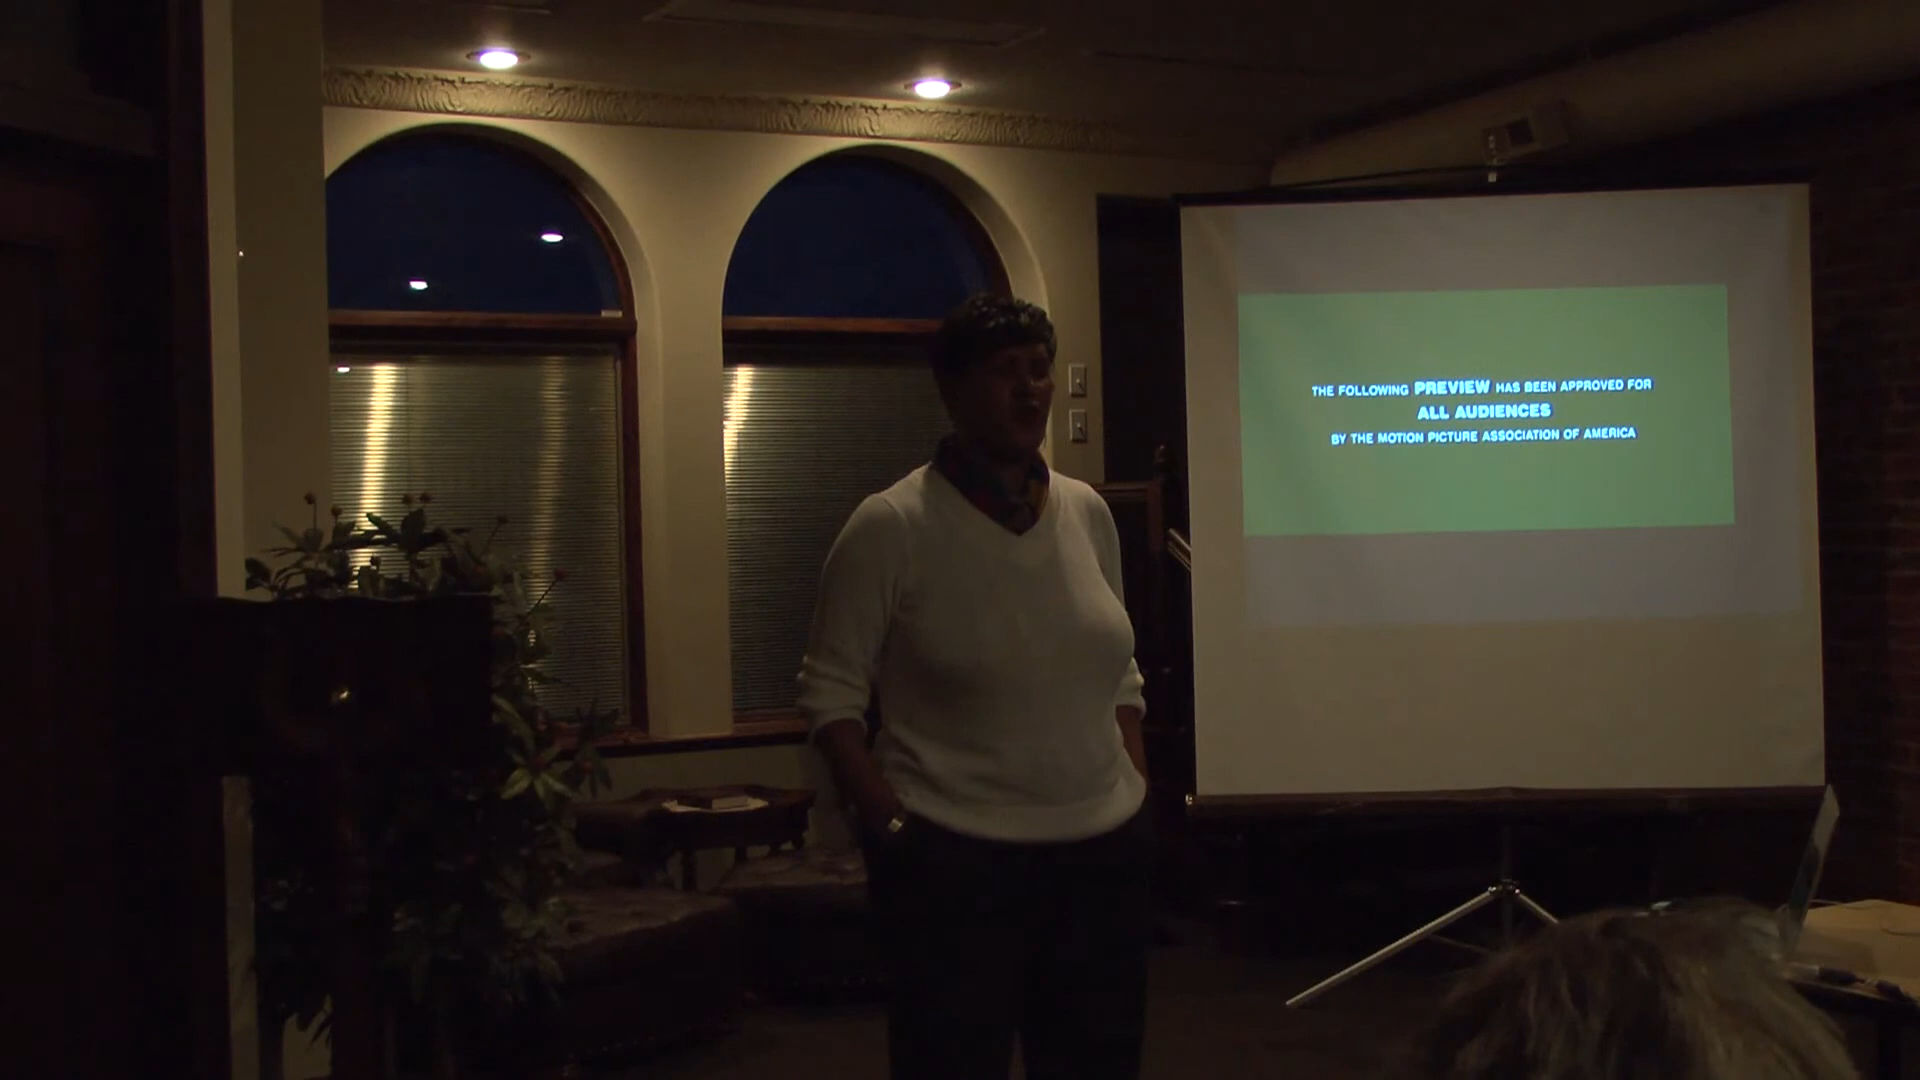 THE FOLLOWING PREVIEW HAS BEEN APPROVED FOR
ALL AUDIENCES
BY THE MOTION PICTURE ASSOCIATION OF AMERICA